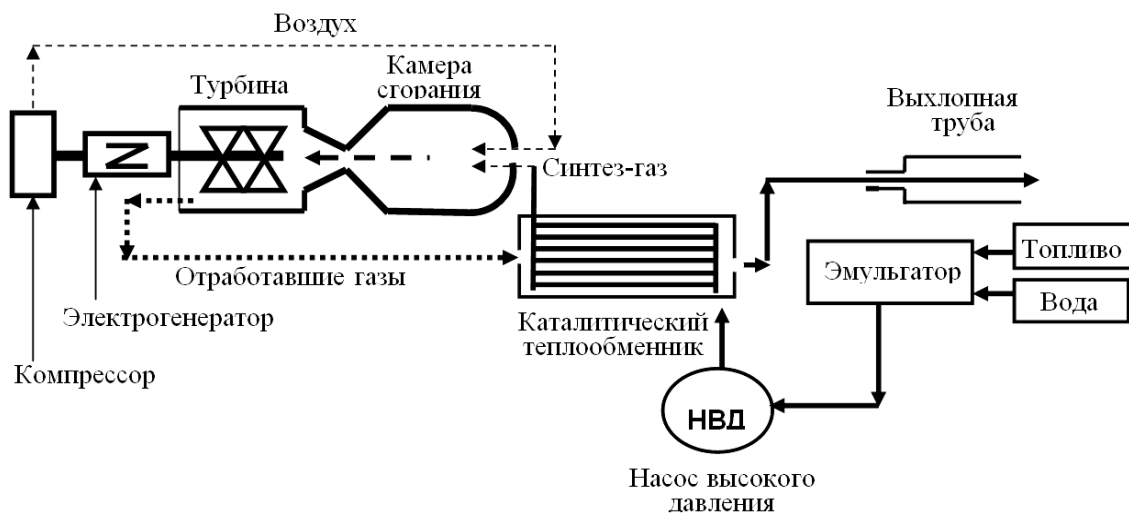 Воздух
Турбина
Камера
сгорания
Выхлопная
труба
Синтез-газ
Отработавшие газы
Эмульгатор
Топливо
Вода
Электрогенератор
Каталитический
теплообменник
Компрессор
НВД
Насос высокого
давления